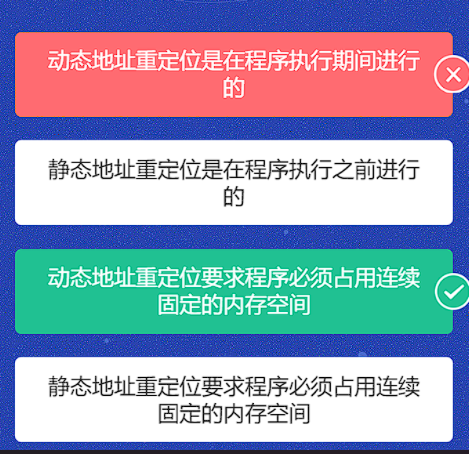 动态地址重定位是在程序执行期间进行
的
静态地址重定位是在程序执行之前进行
的
动态地址重定位要求程序必须占用连续
固定的内存空间
静态地址重定位要求程序必须占用连续
固定的内存空间